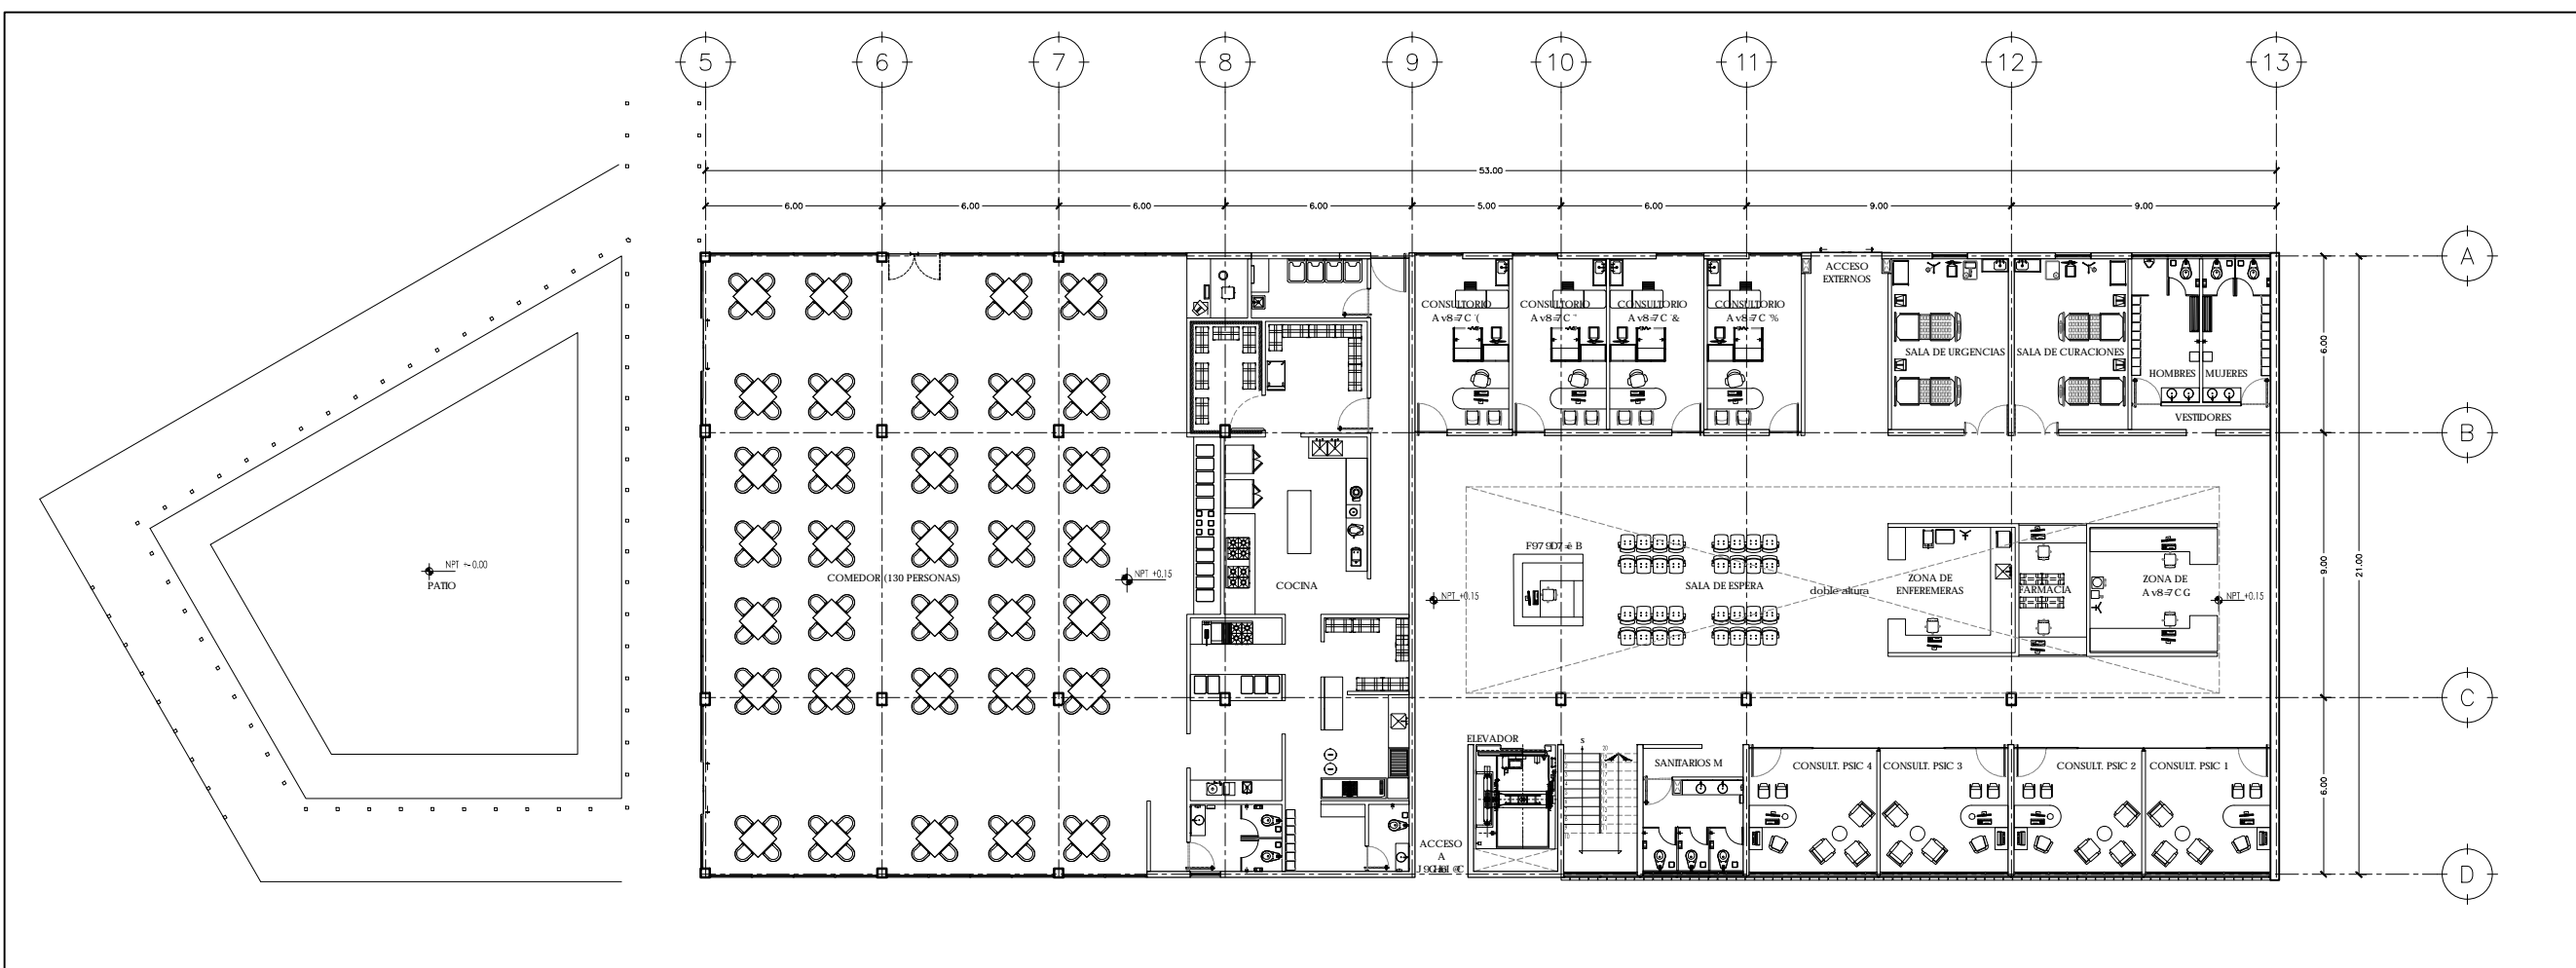 5 6 7 8 9 10 11 12 13
53.00
6.00 6.00 6.00 6.00 5.00 6.00 9.00 9.00
A
B
C
D
6.00
9.00
6.00
21.00
ACCESO
EXTERNOS
CONSULTORIO
CONSULTORIO
CONSULTORIO
CONSULTORIO
SALA DE URGENCIAS
SALA DE CURACIONES
HOMBRES
MUJERES
VESTIDORES
NPT +-0.00
PATIO
COMEDOR (130 PERSONAS)
NPT +0.15
COCINA
NPT +0.15
SALA DE ESPERA
doble altura
ZONA DE
ENFEREMERAS
FARMACIA
ZONA DE
NPT +0.15
ELEVADOR
S
SANITARIOS M
CONSULT. PSIC 4
CONSULT. PSIC 3
CONSULT. PSIC 2
CONSULT. PSIC 1
ACCESO
A